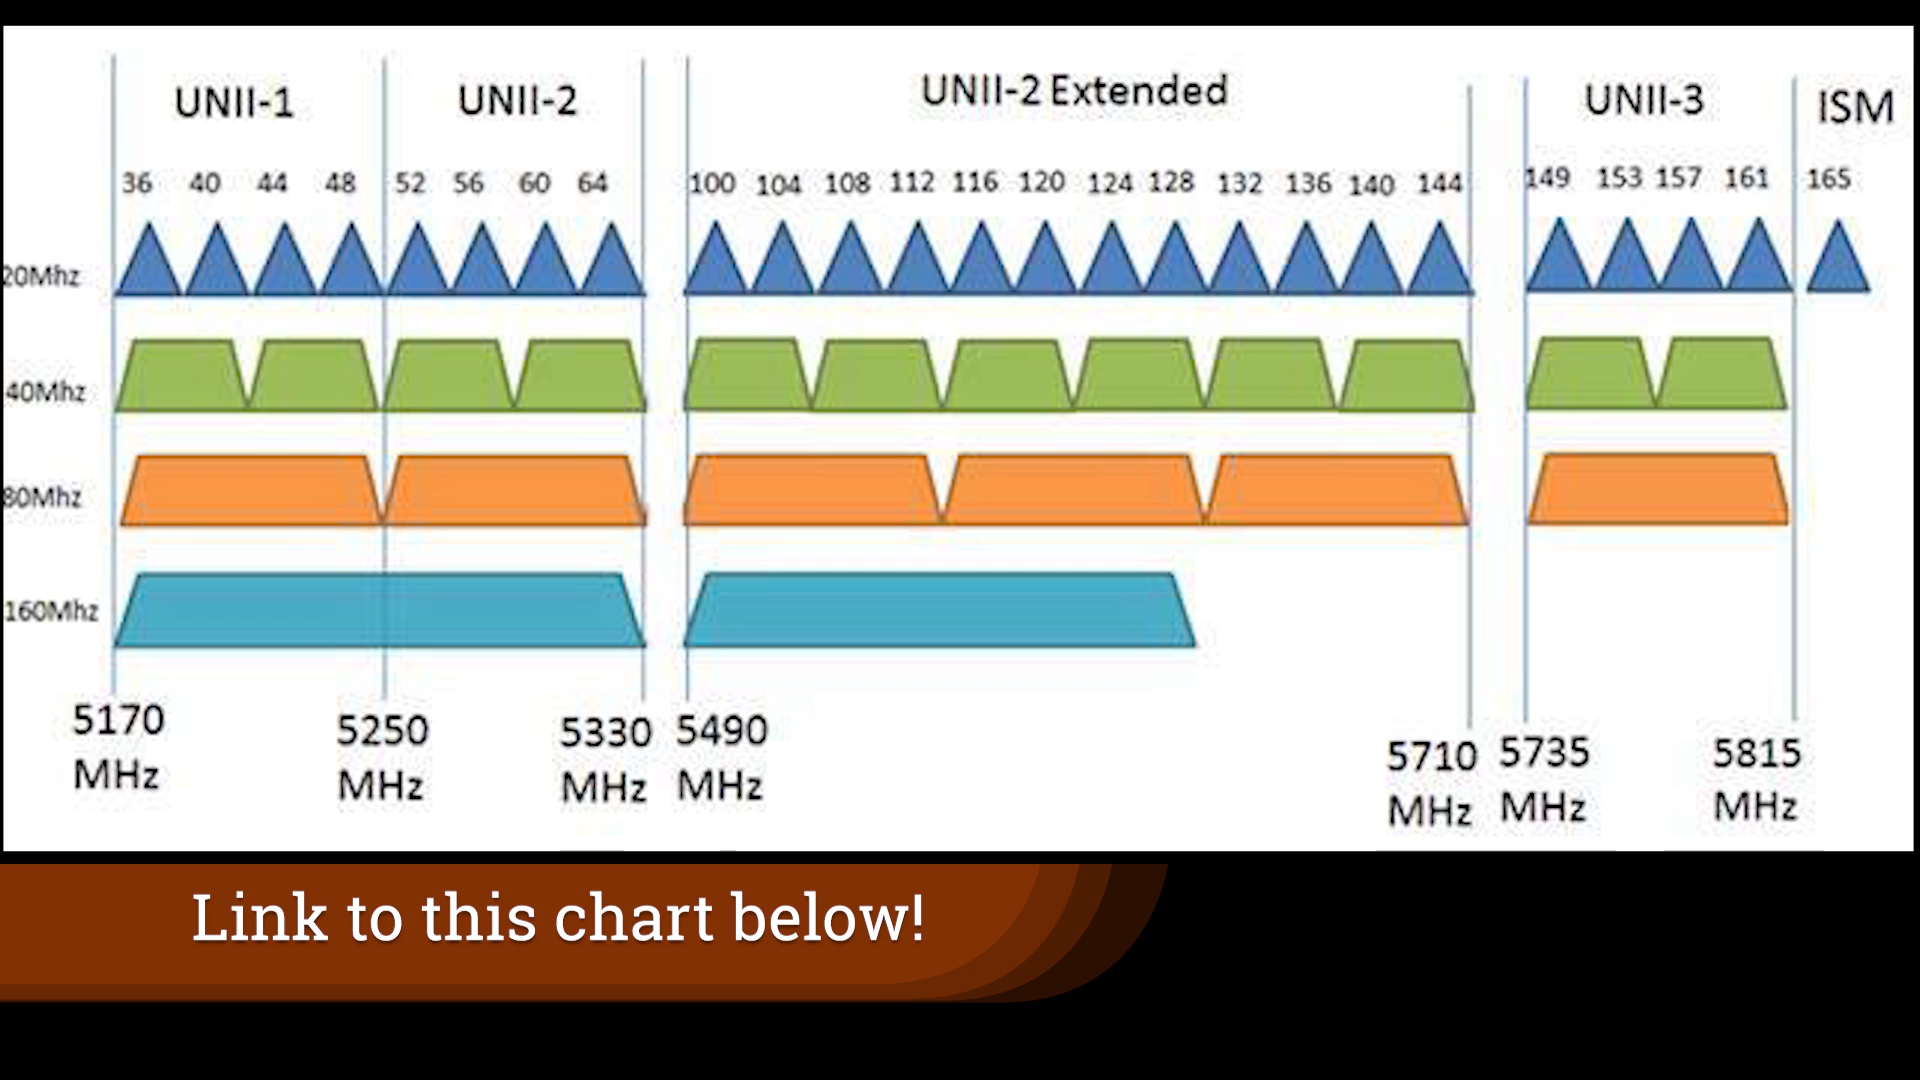 UNII-1 UNII-2 UNII-2 Extended UNII-3 ISM
36 40 44 48 52 56 60 64 100 104 108 112 116 120 124 128 132 136 140 144 149 153 157 161 165
20Mhz
40Mhz
80Mhz
160Mhz
5170 5250 5330 5490 5710 5735 5815
MHz MHz MHz MHz MHz MHz MHz
Link to this chart below!